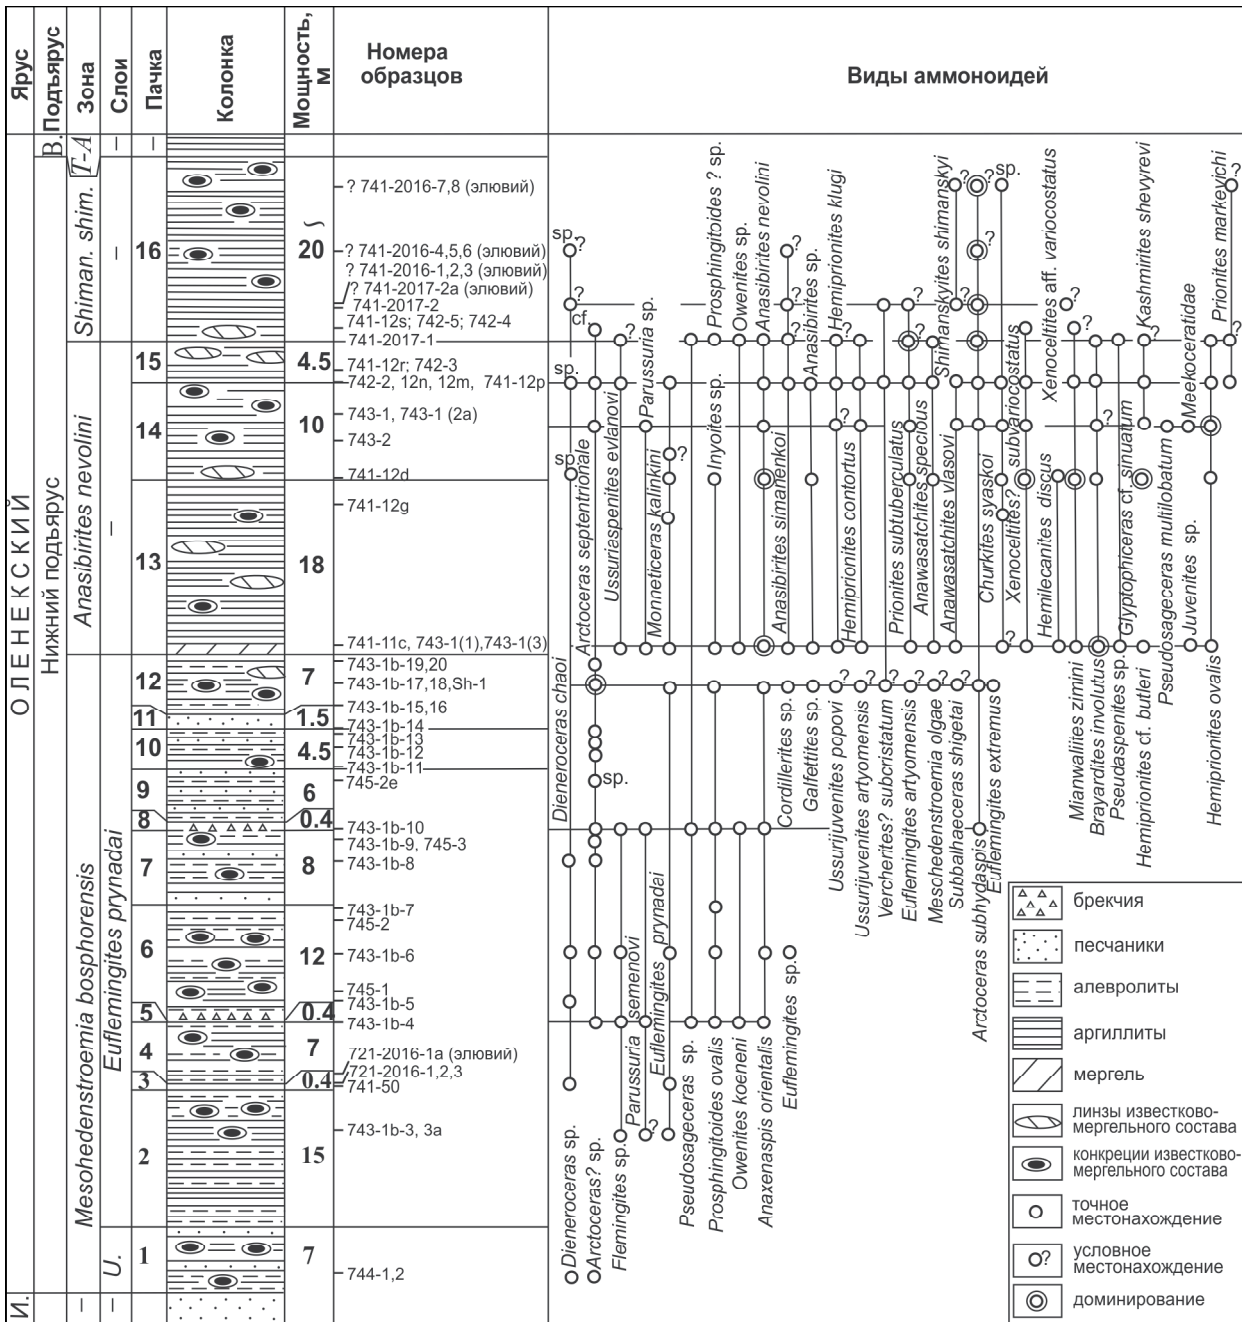 Ярус
Подъярус
Зона
Слои
Пачка
Колонка
Мощность, м
Номера
образцов
Виды аммоноидей
ОЛЕНЕКСКИЙ
И.
В.
Нижний подъярус
T-A
Shiman. shim.
Anasibirites nevolini
Mesohedenstroemia bosphorensis
Euflemingites prynadai
U.
16
15
14
13
12
11
10
9
8
7
6
5
4
3
2
1
20
4.5
10
18
7
1.5
4.5
6
0.4
8
12
0.4
7
0.4
15
7
? 741-2016-7,8 (элювий)
? 741-2016-4,5,6 (элювий)
? 741-2016-1,2,3 (элювий)
? 741-2017-2a (элювий)
741-2017-2
741-12s; 742-5; 742-4
741-2017-1
741-12r; 742-3
742-2, 12n, 12m, 741-12p
743-1, 743-1 (2a)
743-2
741-12d
741-12g
741-11c, 743-1(1),743-1(3)
743-1b-19,20
743-1b-17,18,Sh-1
743-1b-15,16
743-1b-14
743-1b-13
743-1b-12
743-1b-11
745-2e
743-1b-10
743-1b-9, 745-3
743-1b-8
743-1b-7
745-2
743-1b-6
745-1
743-1b-5
743-1b-4
721-2016-1a (элювий)
721-2016-1,2,3
741-50
743-1b-3, 3a
744-1,2
sp.
cf.
sp.
sp.
sp.
sp.
Dieneroceras sp.
Dieneroceras chaoi
Arctoceras? sp.
Arctoceras septentrionale
Flemingites sp.
Ussuriaspenites evlanovi
Parussuria semenovi
Monneticeras kalinkini
Parussuria sp.
Euflemingites prynadai
Pseudosageceras sp.
Prosphingitoides ovalis
Inyoites sp.
Prosphingitoides ? sp.
Owenites koeneni
Owenites sp.
Anaxenaspis orientalis
Anasibirites nevolini
Euflemingites sp.
Anasibirites simanenkoi
Cordillerites sp.
Galfettites sp.
Anasibirites sp.
Ussurijuvenites popovi
Hemiprionites klugi
Ussurijuvenites artyomensis
Hemiprionites contortus
Vercherites? subcristatum
Euflemingites artyomensis
Prionites subtuberculatus
Mesohedenstroemia olgae
Anawasatchites specious
Subbalhaeceras shigetai
Anawasatchites vlasovi
Shimanskyites shimanskyi
Arctoceras subhydaspis
Euflemingites extremus
Churkites syaskoi
Xenoceltites? subvariocostatus
Hemilecanites discus
Xenoceltites aff. variocostatus
Mianwaliites zimini
Brayardites involutus
Pseudaspenites sp.
Glyptophiceras cf. sinuatum
Hemiprionites cf. butleri
Kashmirites shevyrevi
Pseudosageceras multilobatum
Juvenites sp.
Meekoceratidae
Hemiprionites ovalis
Prionites markevichi
брекчия
песчаники
алевролиты
аргиллиты
мергель
линзы известково-
мергельного состава
конкреции известково-
мергельного состава
точное
местонахождение
условное
местонахождение
доминирование